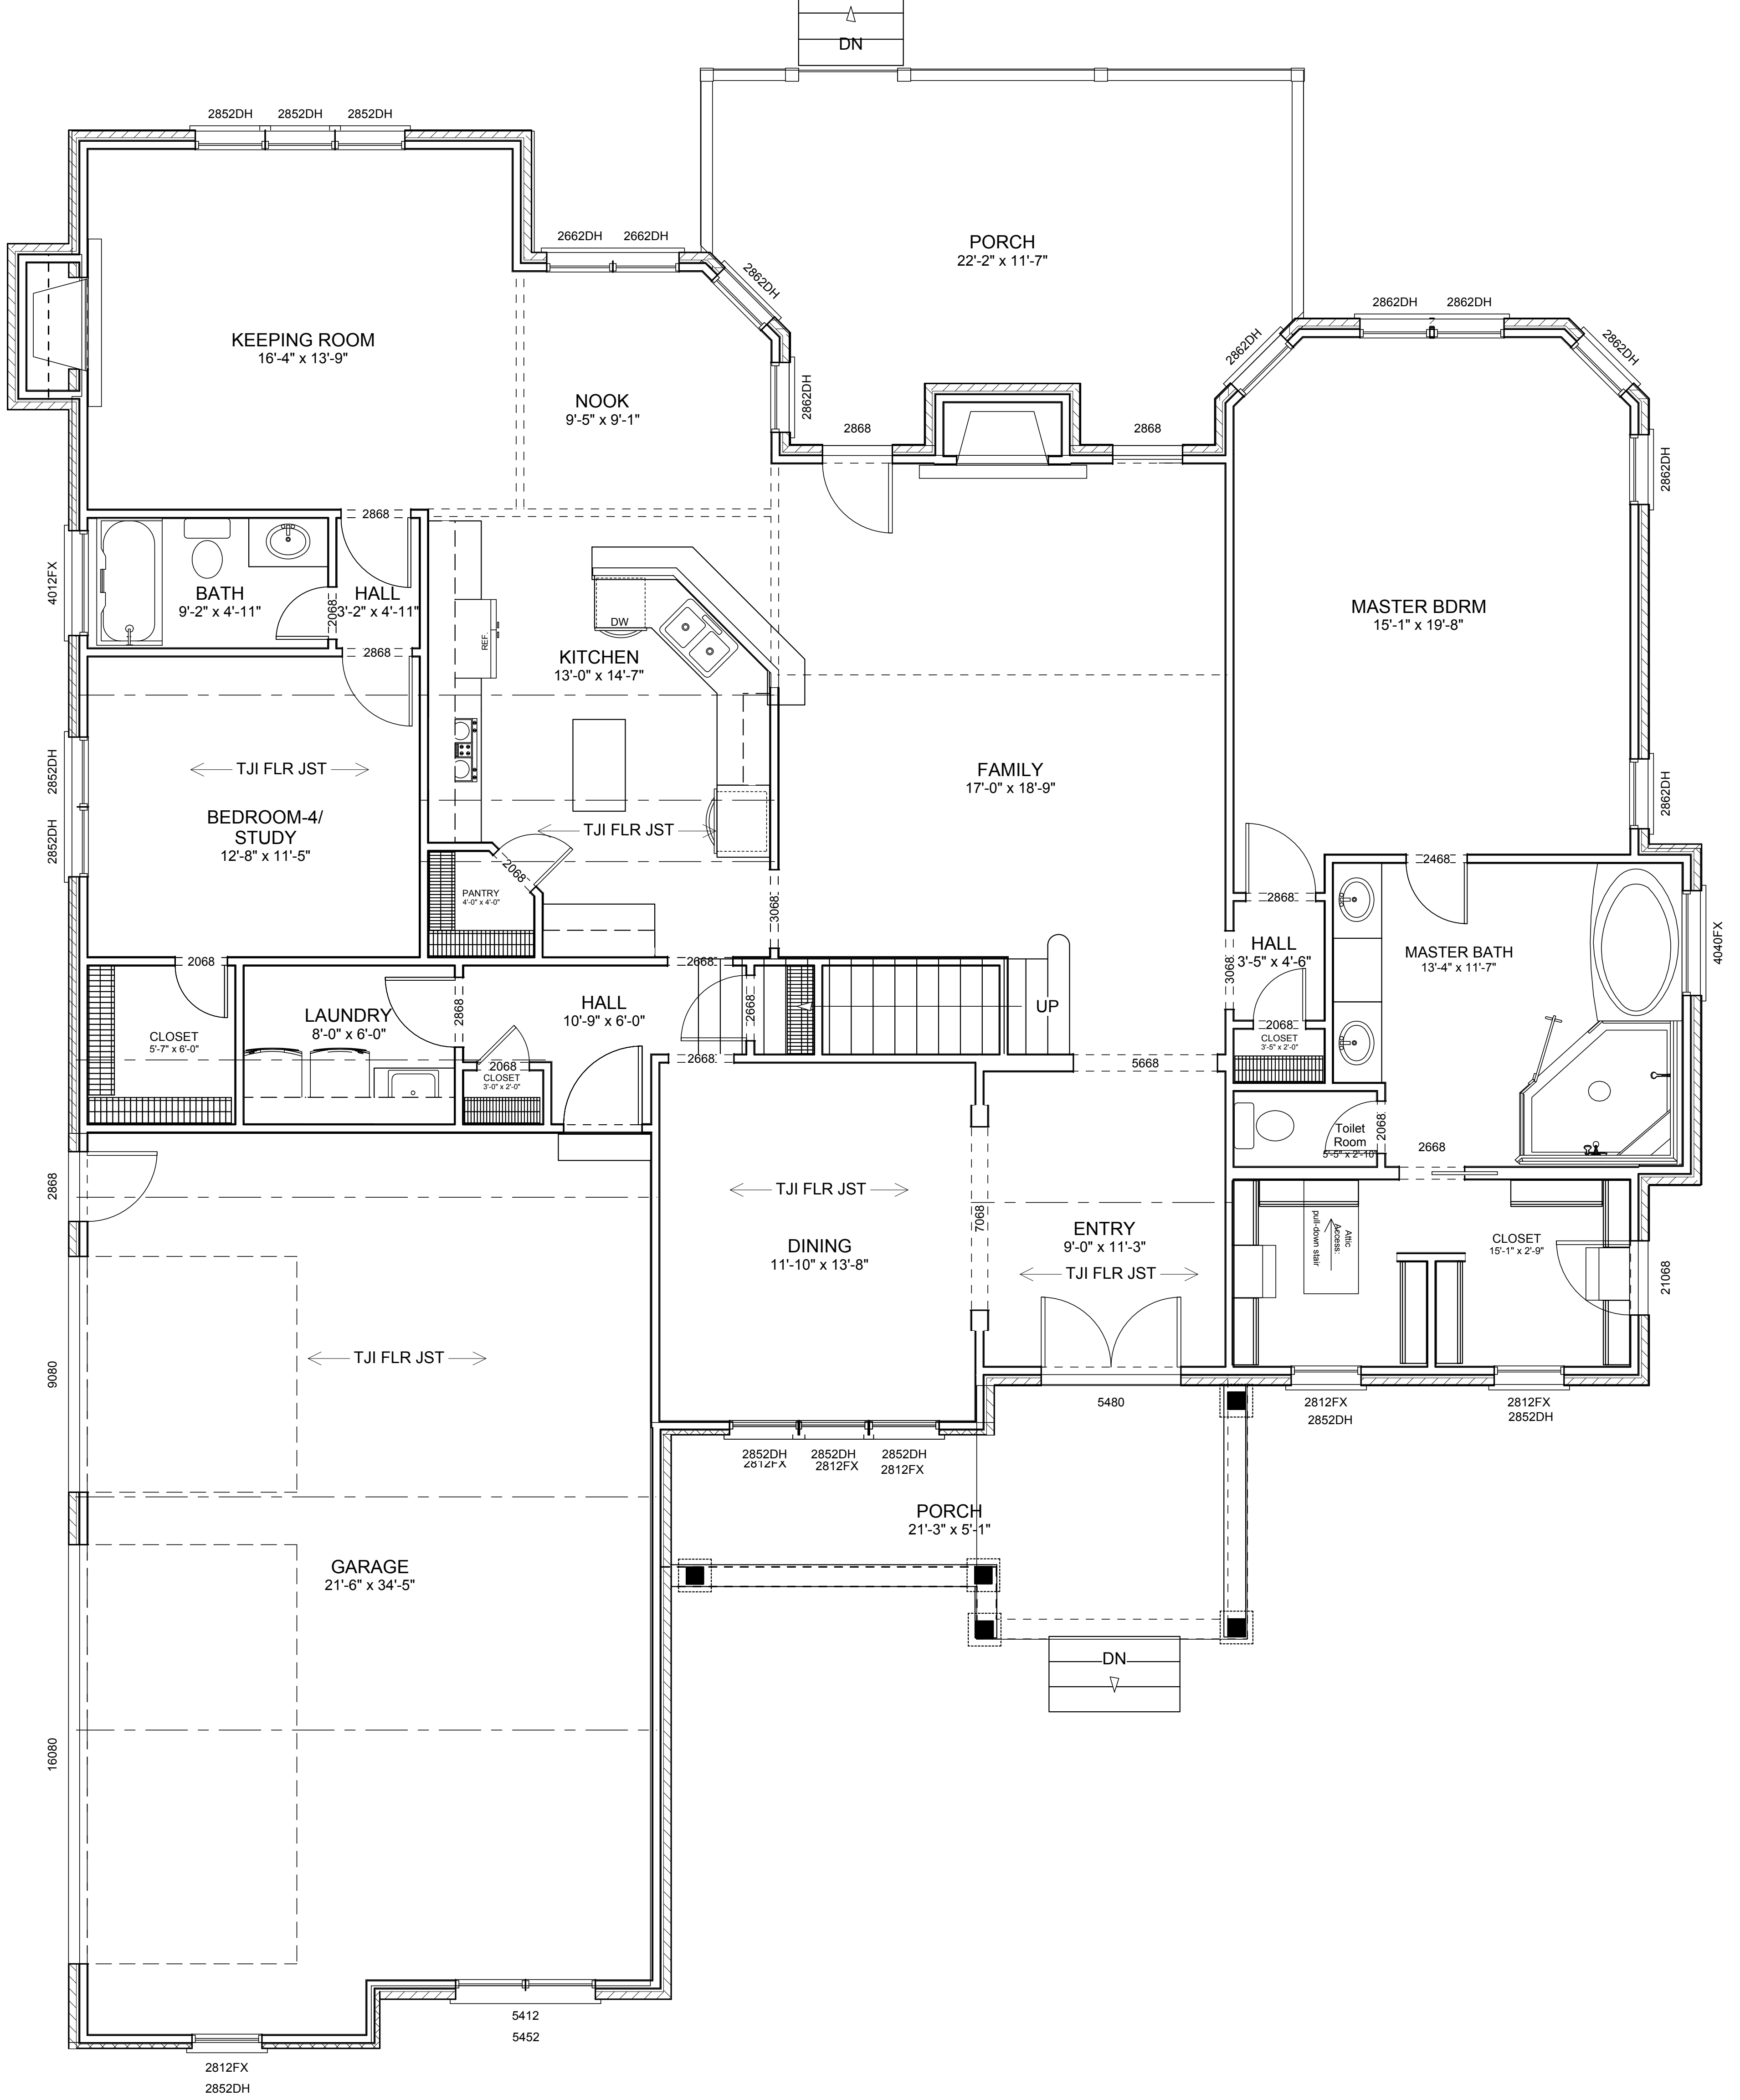 DN
2852DH 2852DH 2852DH
2662DH 2662DH
2862DH
PORCH
22'-2" x 11'-7"
2862DH 2862DH
2862DH
2862DH
KEEPING ROOM
16'-4" x 13'-9"
NOOK
9'-5" x 9'-1"
2862DH
2868
2868
2862DH
2868
4012FX
BATH
9'-2" x 4'-11"
2068
HALL
3'-2" x 4'-11"
2868
DW
REF.
KITCHEN
13'-0" x 14'-7"
MASTER BDRM
15'-1" x 19'-8"
2852DH
2852DH
TJI FLR JST
BEDROOM-4/
STUDY
12'-8" x 11'-5"
FAMILY
17'-0" x 18'-9"
2862DH
TJI FLR JST
2068
PANTRY
4'-0" x 4'-0"
3068
2468
2868
HALL
3'-5" x 4'-6"
3068
MASTER BATH
13'-4" x 11'-7"
4040FX
2068
2668
LAUNDRY
8'-0" x 6'-0"
2868
HALL
10'-9" x 6'-0"
2668
UP
CLOSET
5'-7" x 6'-0"
2068
CLOSET
3'-0" x 2'-0"
2668
5668
2068
CLOSET
3'-5" x 2'-0"
Toilet
Room
5'-5" x 2'-10"
2068
2668
2868
TJI FLR JST
7068
DINING
11'-10" x 13'-8"
ENTRY
9'-0" x 11'-3"
TJI FLR JST
Attic
Access:
pull-down stair
CLOSET
15'-1" x 2'-9"
21068
9080
TJI FLR JST
5480
2812FX
2852DH
2812FX
2852DH
2852DH 2852DH 2852DH
2812FX 2812FX 2812FX
PORCH
21'-3" x 5'-1"
GARAGE
21'-6" x 34'-5"
DN
16080
5412
5452
2812FX
2852DH